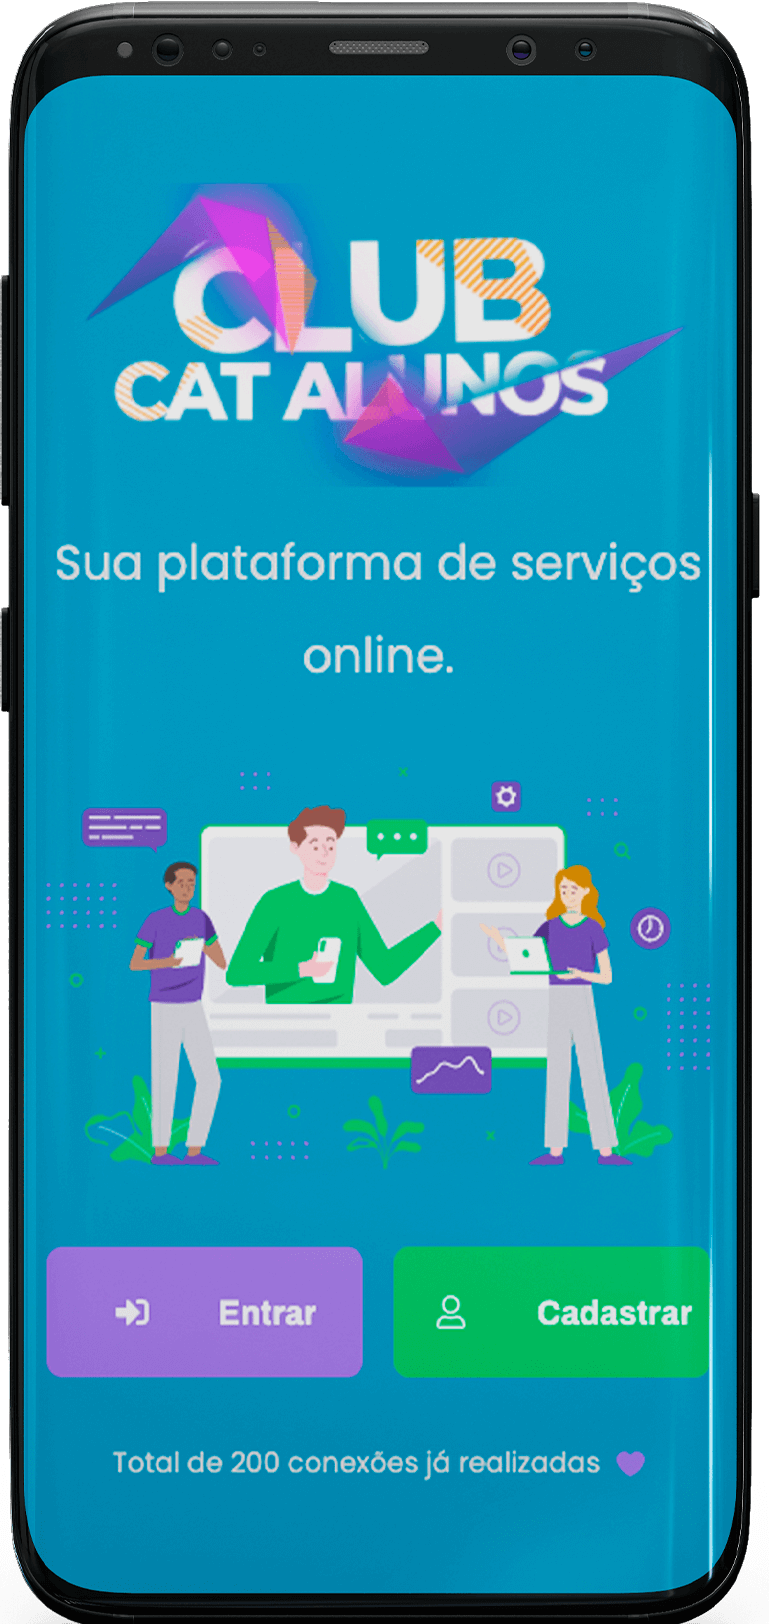 CLUB
CAT ALUNOS
Sua plataforma de serviços
online.
Entrar
Cadastrar
Total de 200 conexões já realizadas